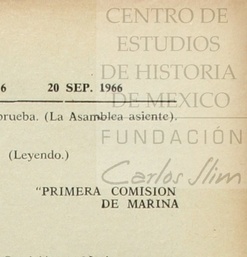 CENTRO DE
ESTUDIOS
DE HISTORIA
DE MEXICO
FUNDACIÓN
Carlos Slim
6 20 SEP. 1966
prueba. (La Asamblea asiente).
(Leyendo.)
"PRIMERA COMISION
DE MARINA